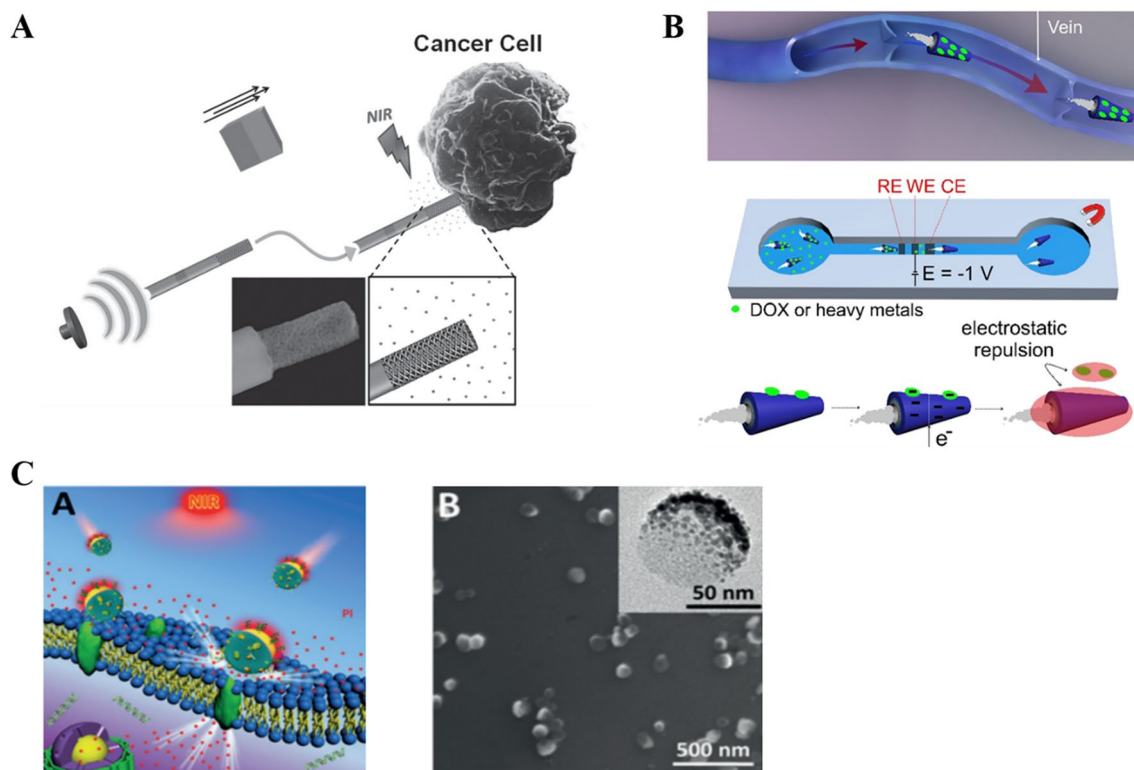 A
Cancer Cell
NIR
B
Vein
RE WE CE
E = -1 V
DOX or heavy metals
electrostatic
repulsion
e⁻
C
A
NIR
PI
B
50 nm
500 nm